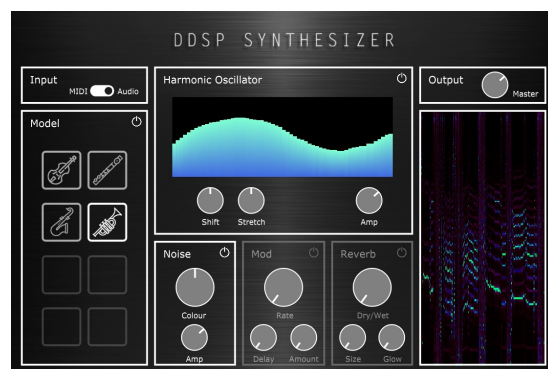 DDSP SYNTHESIZER
Input
MIDI Audio
Harmonic Oscillator
Output
Master
Model
Shift Stretch Amp
Noise
Colour
Amp
Mod
Rate
Delay Amount
Reverb
Dry/Wet
Size Glow